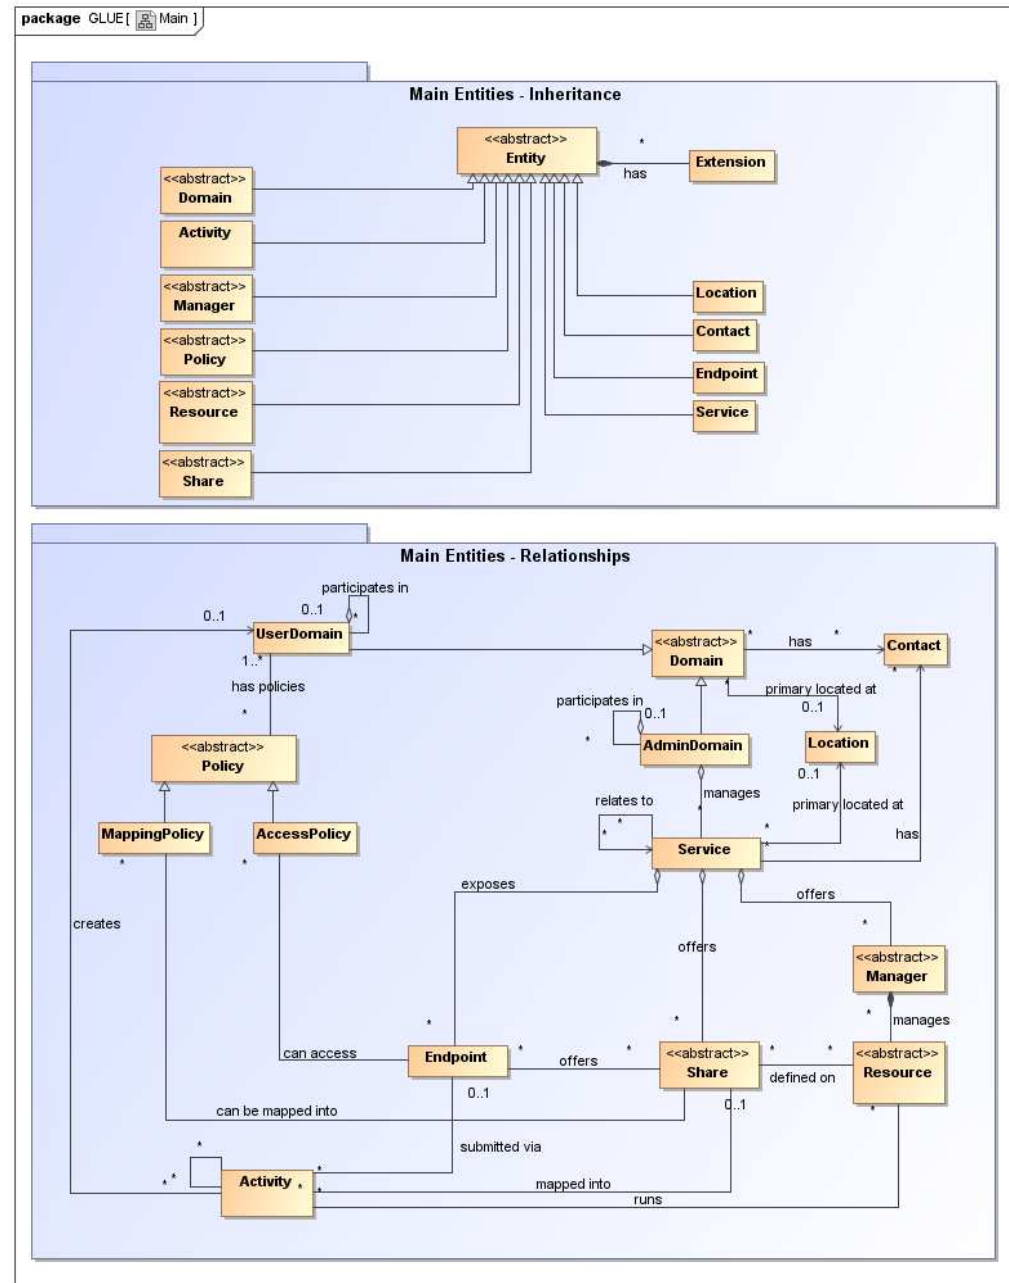 package GLUE[ Main ]
Main Entities - Inheritance
<<abstract>>
Entity
*
has
Extension
<<abstract>>
Domain
Activity
<<abstract>>
Manager
<<abstract>>
Policy
<<abstract>>
Resource
<<abstract>>
Share
Location
Contact
Endpoint
Service
Main Entities - Relationships
participates in
0..1
0..1
*
UserDomain
1..*
has policies
*
<<abstract>>
Domain
*
has
*
Contact
*
*
primary located at
0..1
Location
0..1
participates in
0..1
*
AdminDomain
manages
*
primary located at
*
*
has
relates to
*
*
Service
<<abstract>>
Policy
MappingPolicy
*
AccessPolicy
*
creates
exposes
offers
offers
*
<<abstract>>
Manager
*
manages
*
*
can access
Endpoint
*
offers
*
0..1
<<abstract>>
Share
*
defined on
*
0..1
<<abstract>>
Resource
*
can be mapped into
submitted via
*
*
*
*
Activity
*
*
mapped into
runs